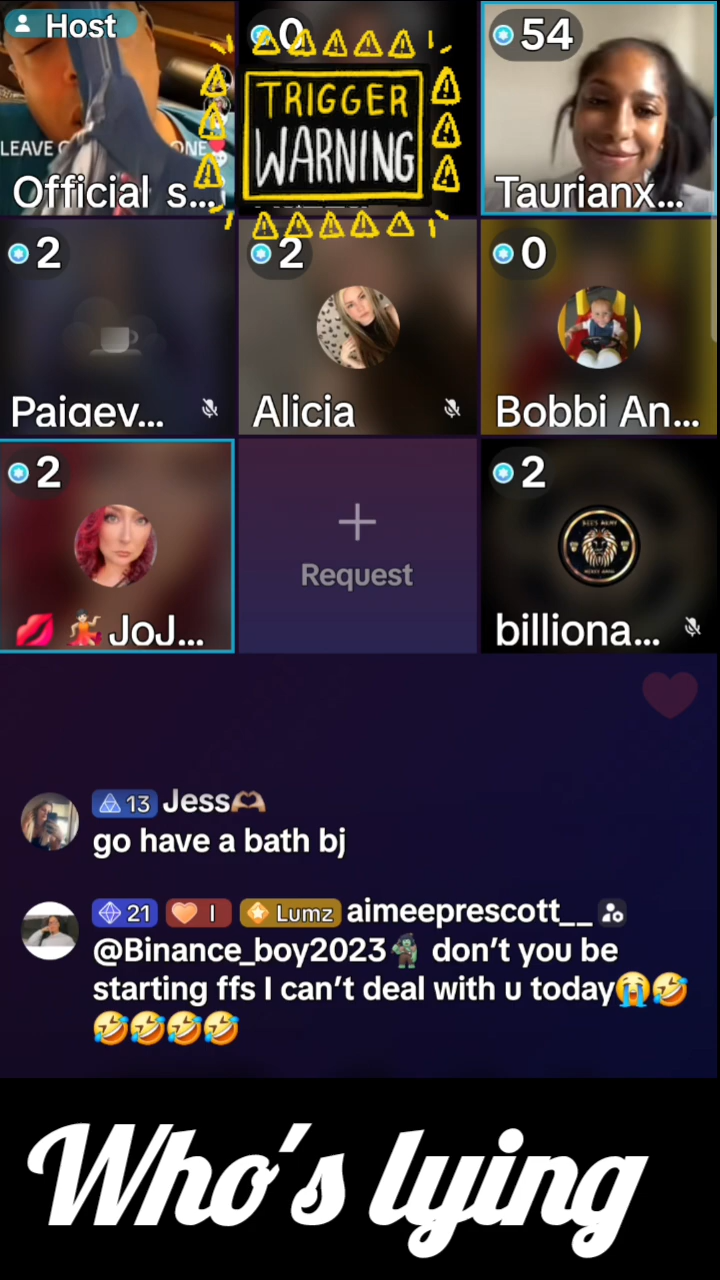 Host
0
54
TRIGGER
WARNING
LEAVE
ONE
Official s...
Taurianx...
2
2
0
Paigev...
Alicia
Bobbi An...
2
2
+
Request
JoJ...
billiona...
13 Jess
go have a bath bj
21 I Lumz aimeeprescott__
@Binance_boy2023 don't you be
starting ffs I can't deal with u today😭🤣
🤣🤣🤣🤣
Who's lying